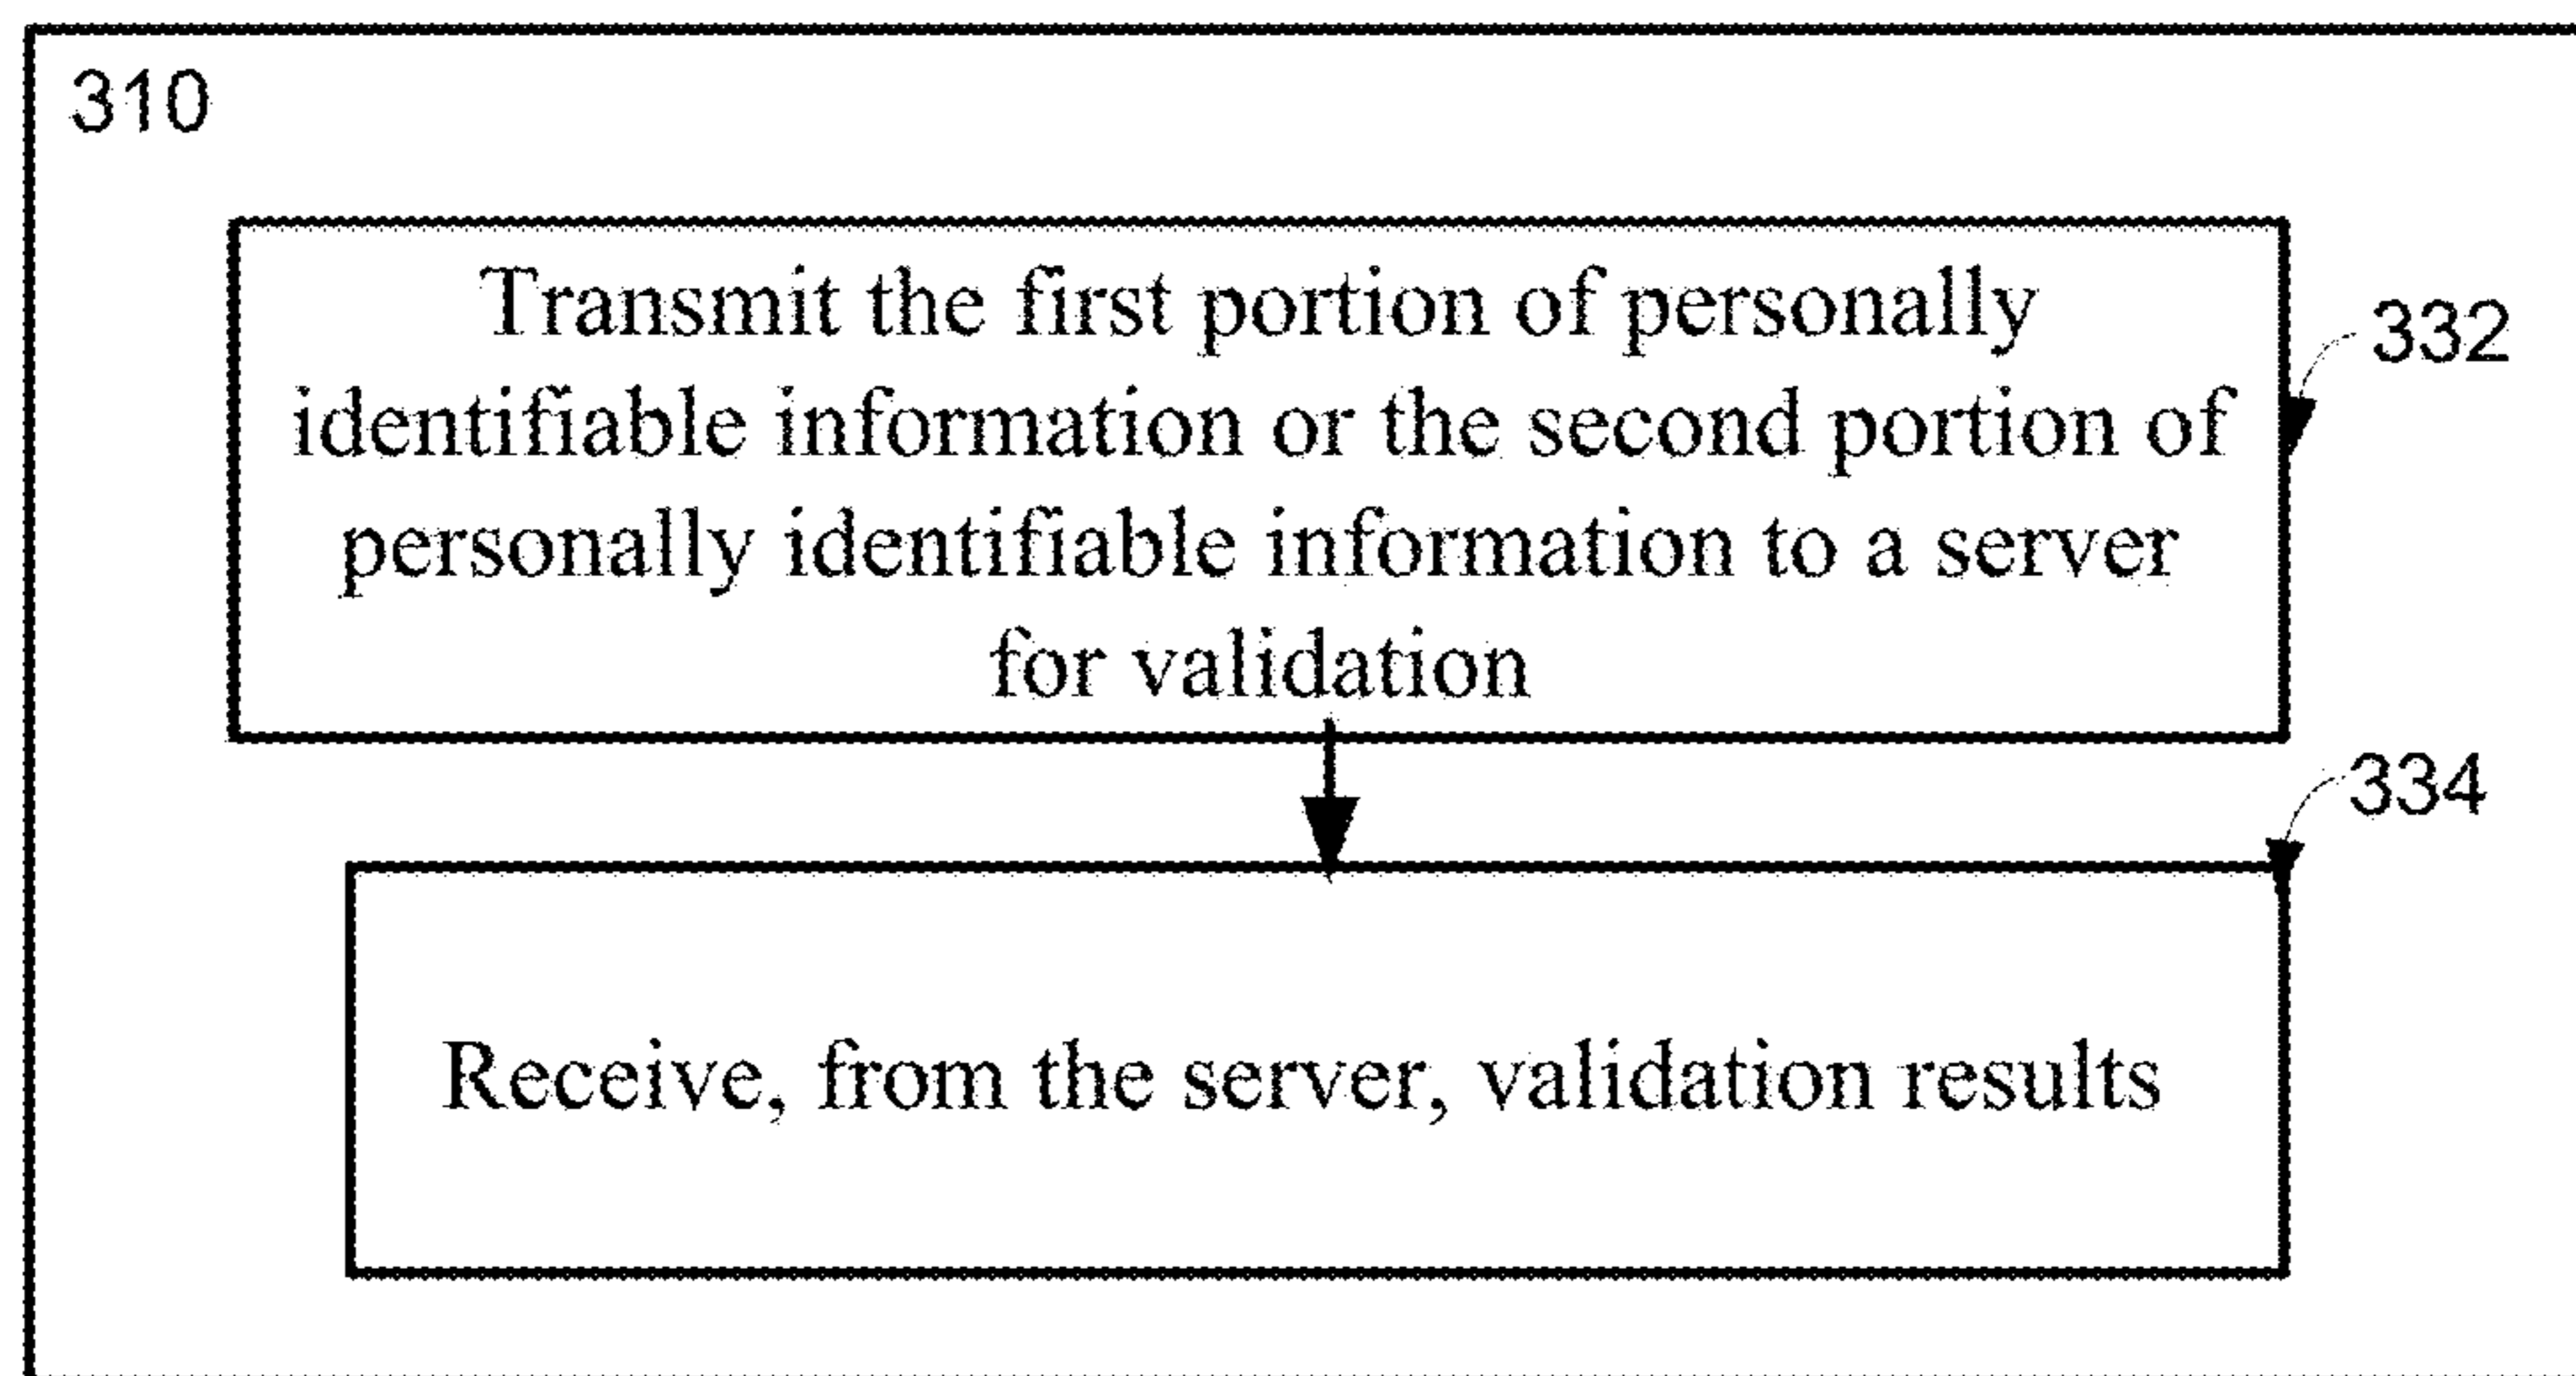 310
Transmit the first portion of personally
identifiable information or the second portion of
personally identifiable information to a server
for validation
332
334
Receive, from the server, validation results